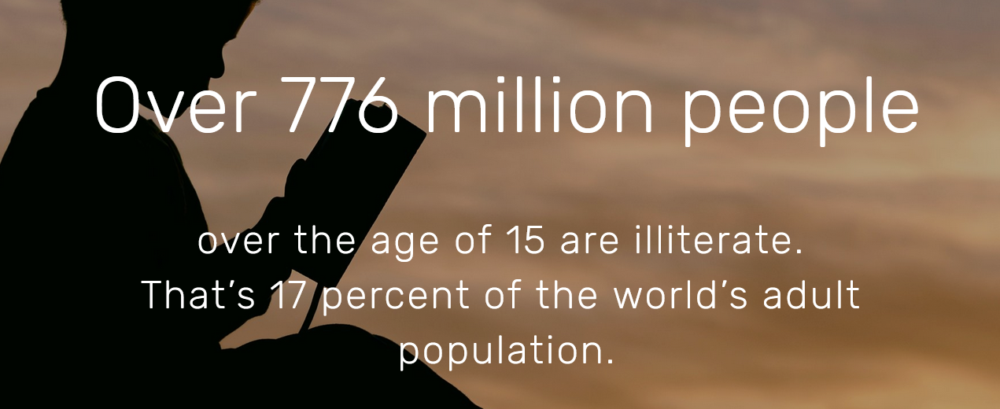 Over 776 million people
over the age of 15 are illiterate.
That’s 17 percent of the world’s adult
population.